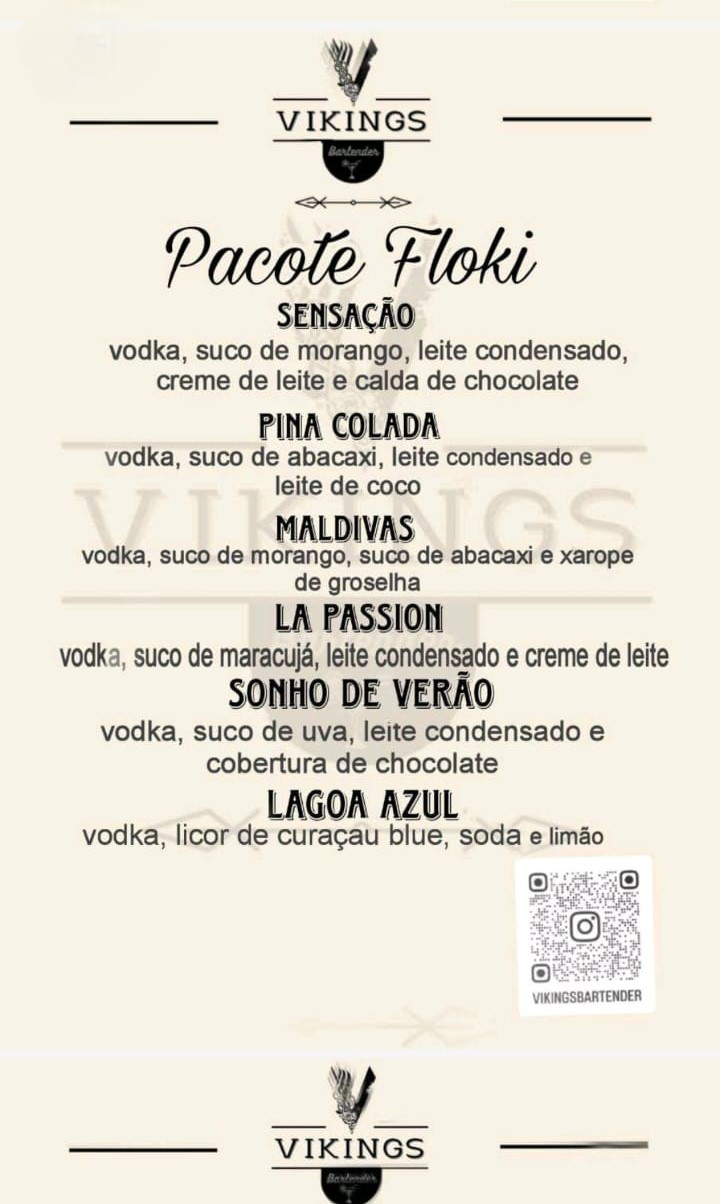 VIKINGS
Bartender
Pacote Floki
SENSAÇÃO
vodka, suco de morango, leite condensado,
creme de leite e calda de chocolate
PINA COLADA
vodka, suco de abacaxi, leite condensado e
leite de coco
VIKINGS
MALDIVAS
vodka, suco de morango, suco de abacaxi e xarope
de groselha
LA PASSION
vodka, suco de maracujá, leite condensado e creme de leite
SONHO DE VERÃO
vodka, suco de uva, leite condensado e
cobertura de chocolate
LAGOA AZUL
vodka, licor de curaçau blue, soda e limão
VIKINGSBARTENDER
VIKINGS
Bartender